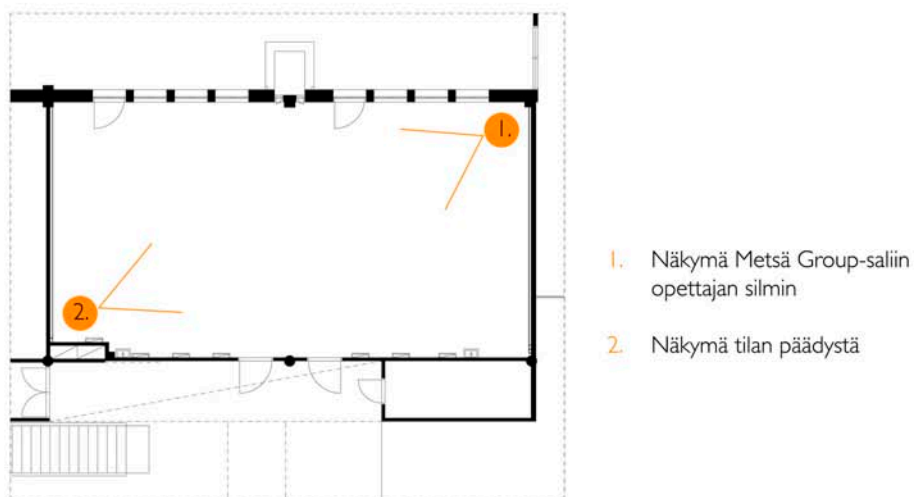 1.
2.
1. Näkymä Metsä Group-saliin
opettajan silmin
2. Näkymä tilan päädystä